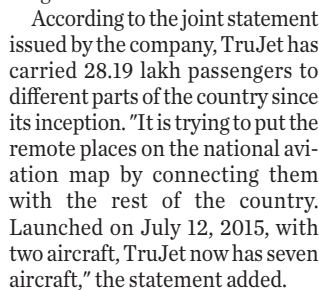 According to the joint statement
issued by the company, TruJet has
carried 28.19 lakh passengers to
different parts of the country since
its inception. "It is trying to put the
remote places on the national avi-
ation map by connecting them
with the rest of the country.
Launched on July 12, 2015, with
two aircraft, TruJet now has seven
aircraft," the statement added.